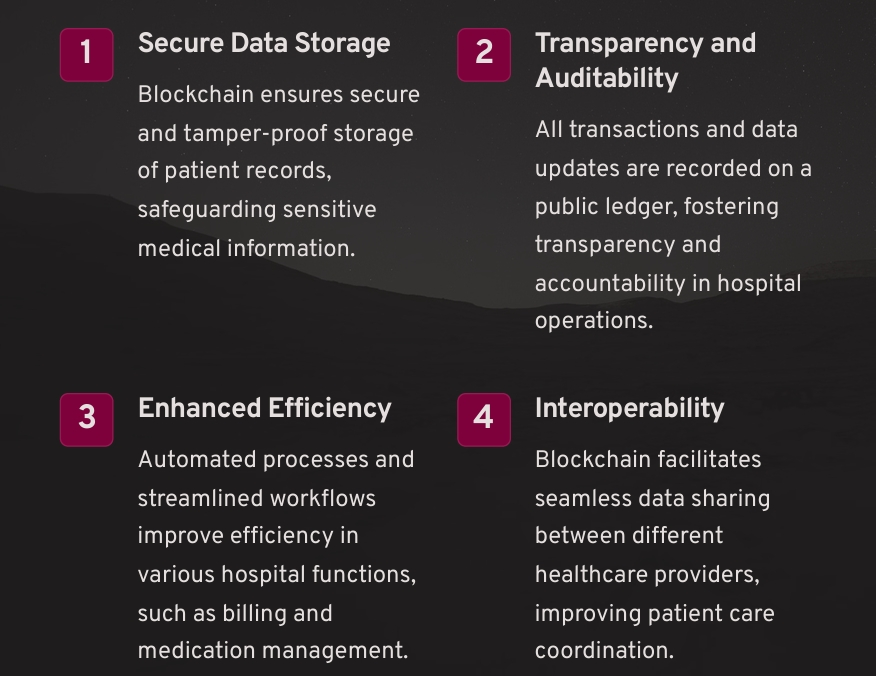 1
Secure Data Storage
Blockchain ensures secure
and tamper-proof storage
of patient records,
safeguarding sensitive
medical information.
2
Transparency and
Auditability
All transactions and data
updates are recorded on a
public ledger, fostering
transparency and
accountability in hospital
operations.
3
Enhanced Efficiency
Automated processes and
streamlined workflows
improve efficiency in
various hospital functions,
such as billing and
medication management.
4
Interoperability
Blockchain facilitates
seamless data sharing
between different
healthcare providers,
improving patient care
coordination.